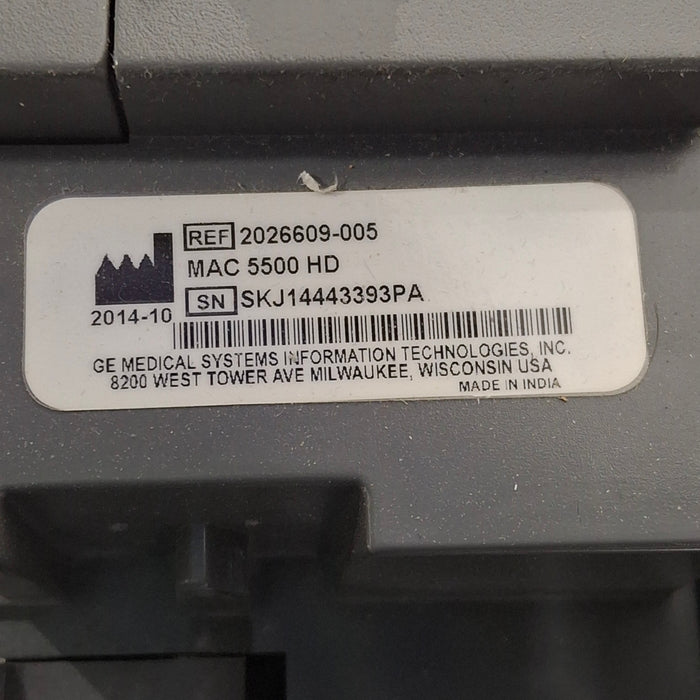 REF 2026609-005
MAC 5500 HD
SN SKJ14443393PA
2014-10
GE MEDICAL SYSTEMS INFORMATION TECHNOLOGIES, INC.
8200 WEST TOWER AVE MILWAUKEE, WISCONSIN USA
MADE IN INDIA